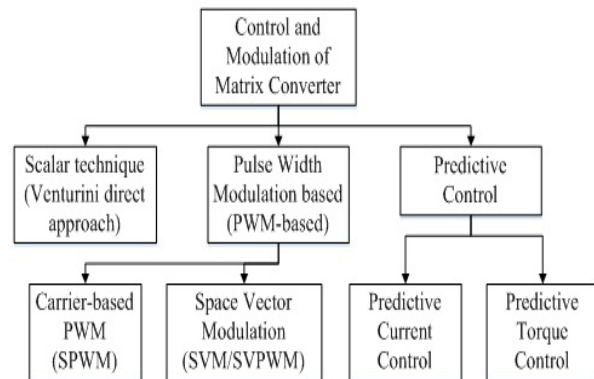 Control and
Modulation of
Matrix Converter
Scalar technique
(Venturini direct
approach)
Pulse Width
Modulation based
(PWM-based)
Predictive
Control
Carrier-based
PWM
(SPWM)
Space Vector
Modulation
(SVM/SVPWM)
Predictive
Current
Control
Predictive
Torque
Control